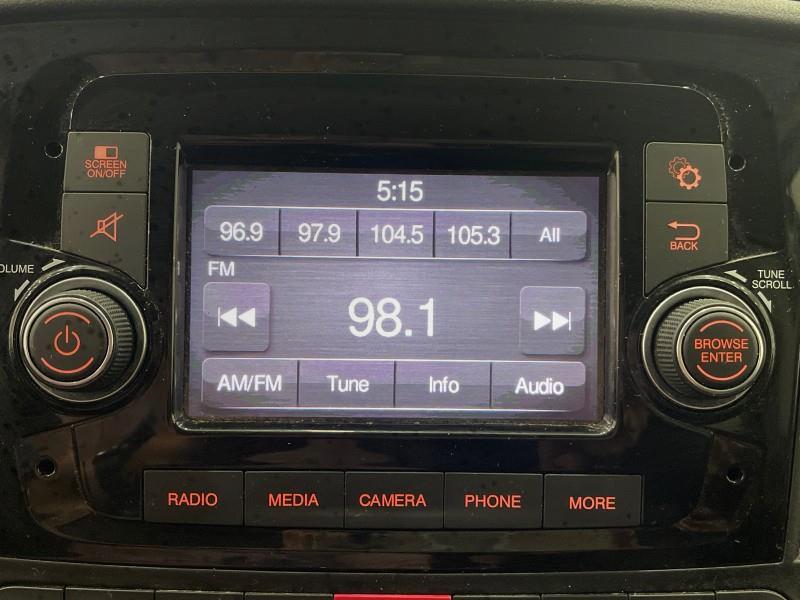 5:15
SCREEN
ON/OFF
96.9 97.9 104.5 105.3 All
BACK
FM
OLUME
TUNE
SCROLL
98.1
BROWSE
ENTER
AM/FM Tune Info Audio
RADIO MEDIA CAMERA PHONE MORE